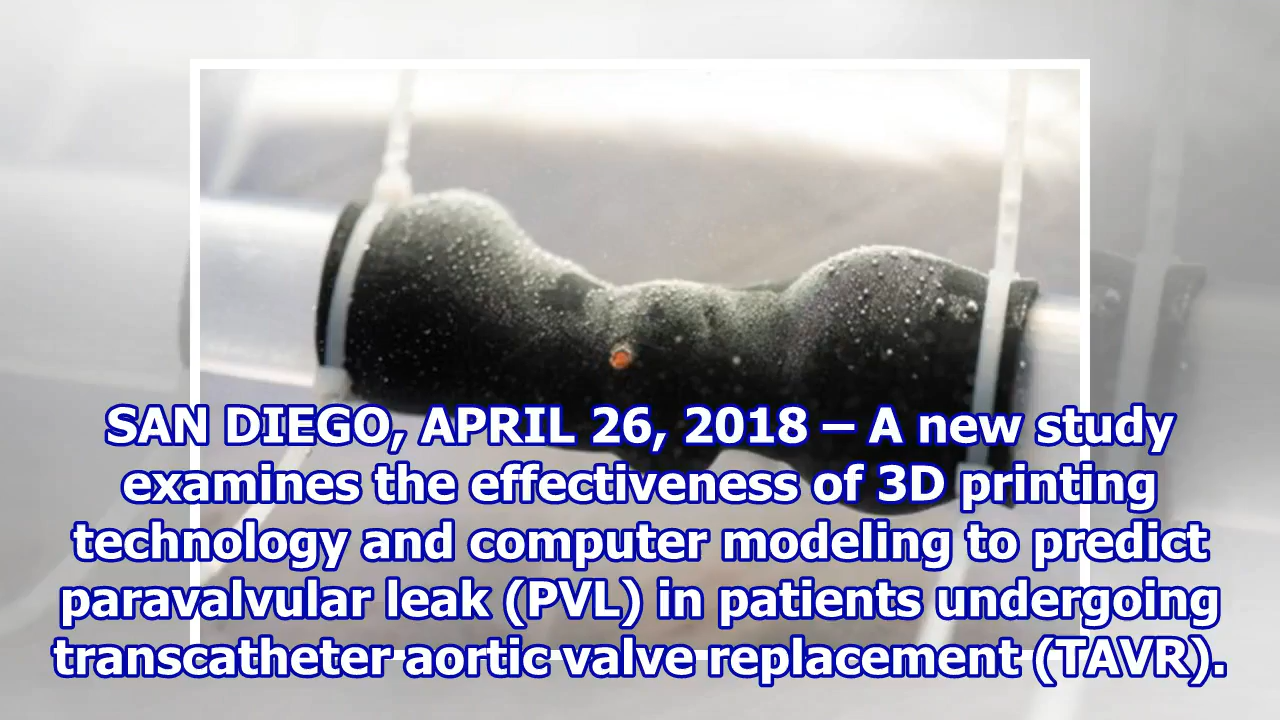 SAN DIEGO, APRIL 26, 2018 – A new study
examines the effectiveness of 3D printing
technology and computer modeling to predict
paravalvular leak (PVL) in patients undergoing
transcatheter aortic valve replacement (TAVR).